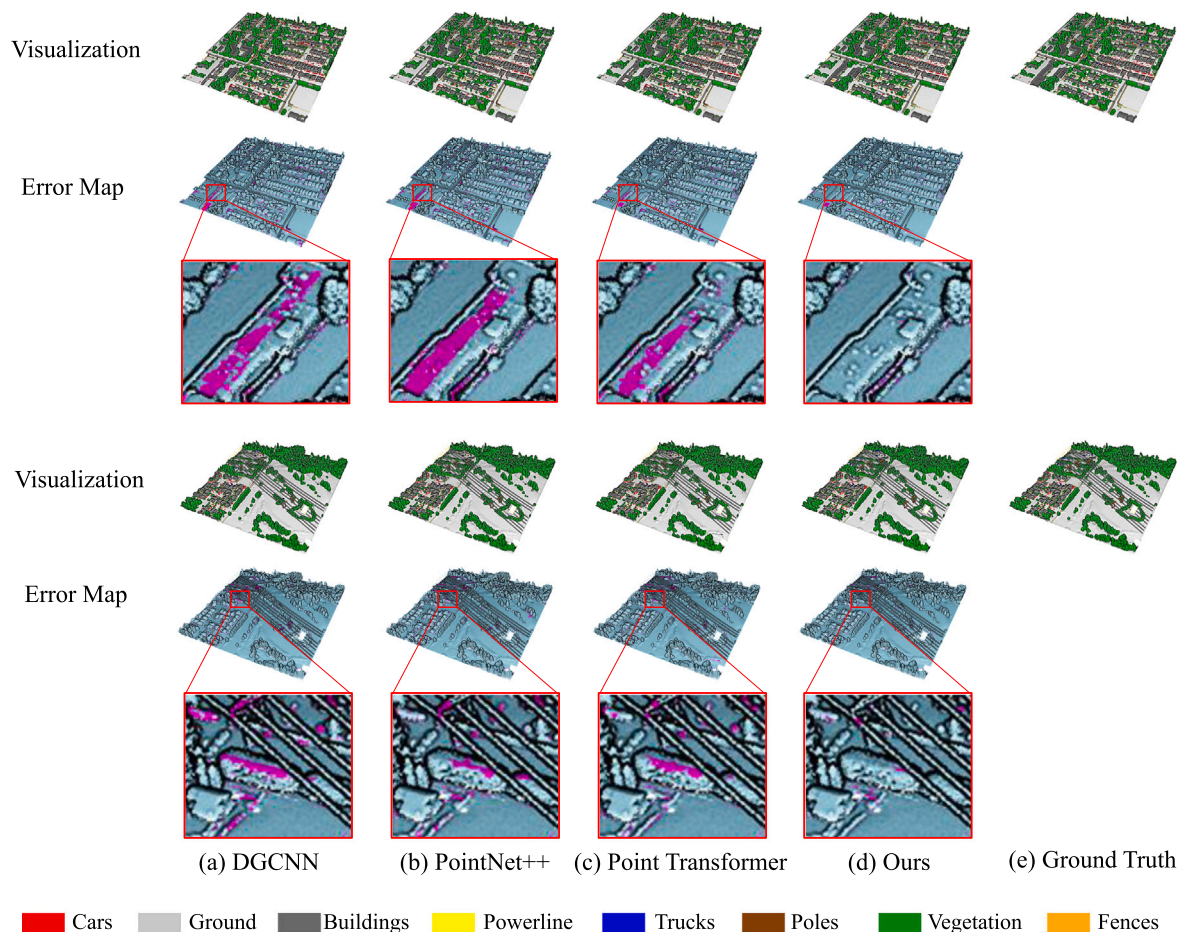 Visualization
Error Map
Visualization
Error Map
(a) DGCNN (b) PointNet++ (c) Point Transformer (d) Ours (e) Ground Truth
Cars Ground Buildings Powerline Trucks Poles Vegetation Fences